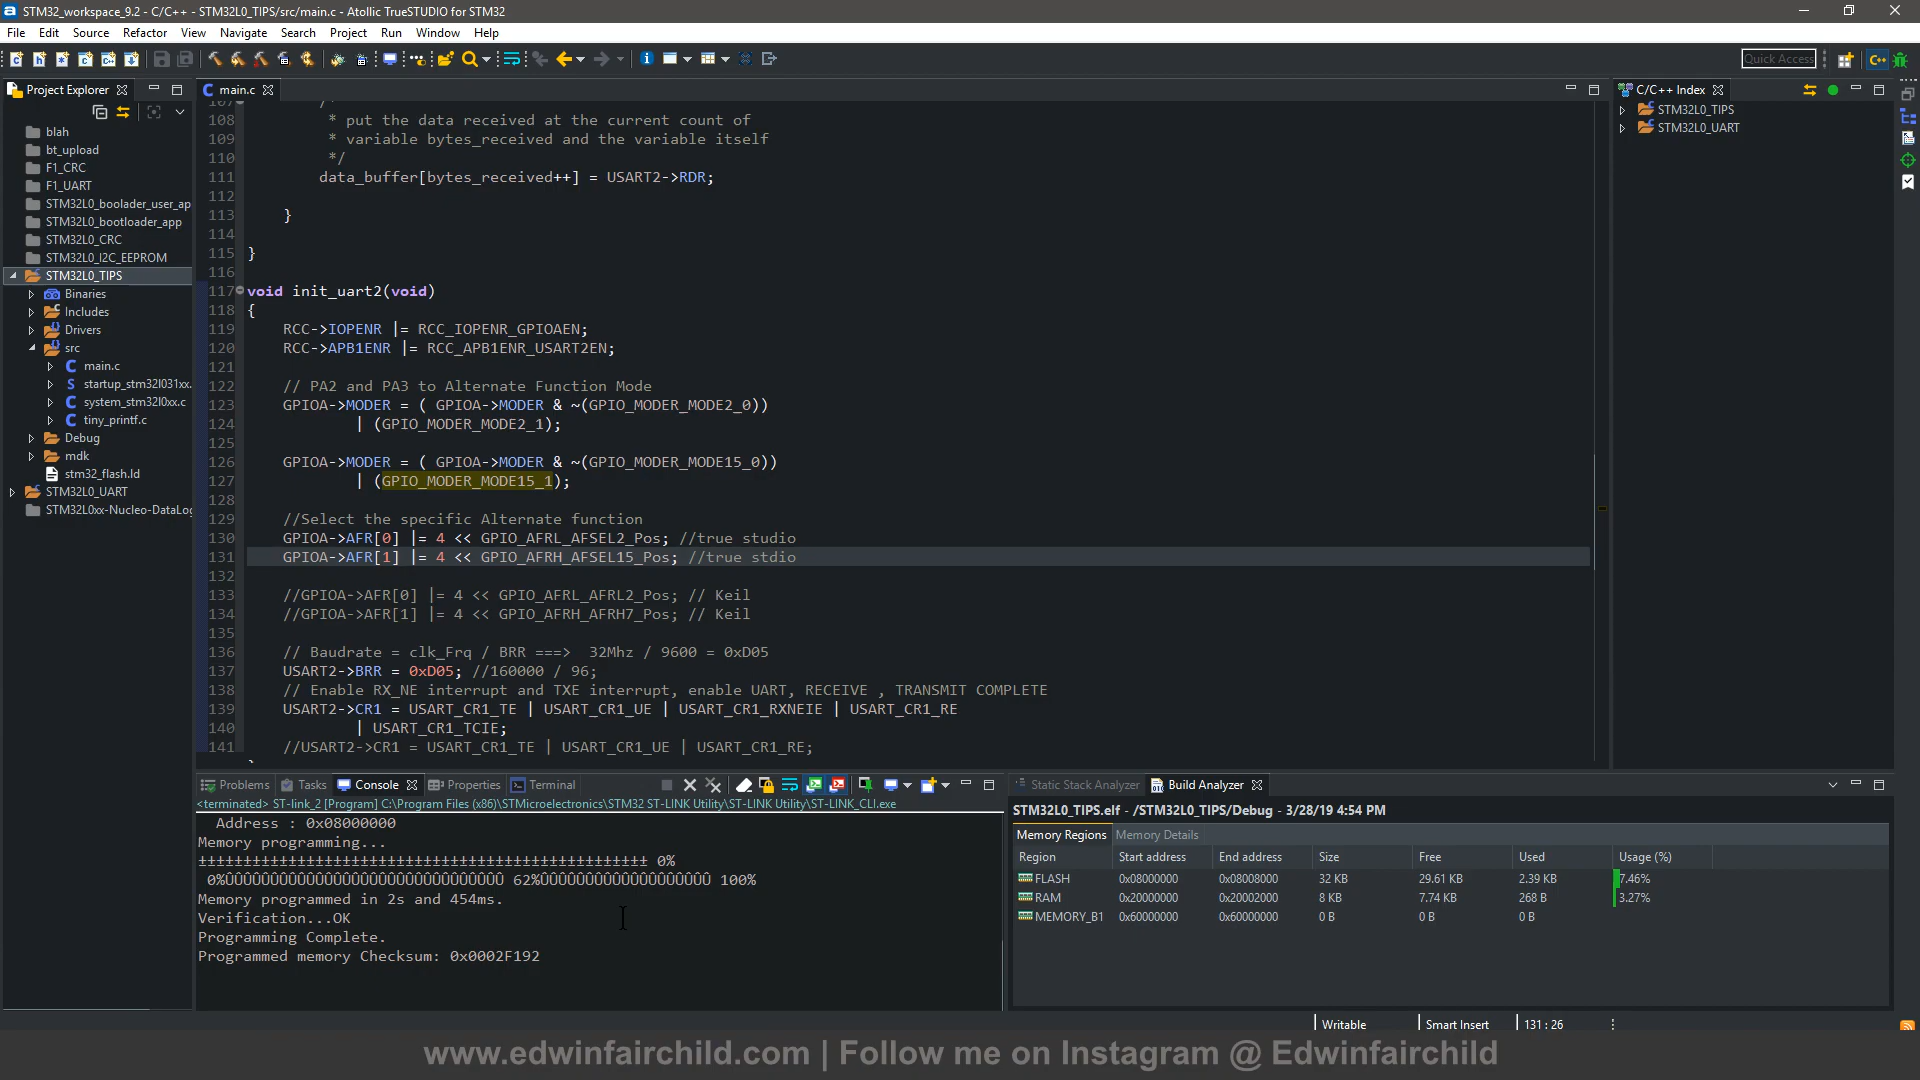 STM32_workspace_9.2 - C/C++ - STM32L0_TIPS/src/main.c - Atollic TrueSTUDIO for STM32
File Edit Source Refactor View Navigate Search Project Run Window Help
Quick Access
Project Explorer
blah
bt_upload
F1_CRC
F1_UART
STM32L0_boolader_user_ap
STM32L0_bootloader_app
STM32L0_CRC
STM32L0_I2C_EEPROM
STM32L0_TIPS
Binaries
Includes
Drivers
src
main.c
startup_stm32l031xx.
system_stm32l0xx.c
tiny_printf.c
Debug
mdk
stm32_flash.ld
STM32L0_UART
STM32L0xx-Nucleo-DataLog
main.c
107 /*
108 * put the data received at the current count of
109 * variable bytes_received and the variable itself
110 */
111 data_buffer[bytes_received++] = USART2->RDR;
112
113 }
114
115 }
116
117 void init_uart2(void)
118 {
119 RCC->IOPENR |= RCC_IOPENR_GPIOAEN;
120 RCC->APB1ENR |= RCC_APB1ENR_USART2EN;
121
122 // PA2 and PA3 to Alternate Function Mode
123 GPIOA->MODER = ( GPIOA->MODER & ~(GPIO_MODER_MODE2_0))
124 | (GPIO_MODER_MODE2_1);
125
126 GPIOA->MODER = ( GPIOA->MODER & ~(GPIO_MODER_MODE15_0))
127 | (GPIO_MODER_MODE15_1);
128
129 //Select the specific Alternate function
130 GPIOA->AFR[0] |= 4 << GPIO_AFRL_AFSEL2_Pos; //true studio
131 GPIOA->AFR[1] |= 4 << GPIO_AFRH_AFSEL15_Pos; //true stdio
132
133 //GPIOA->AFR[0] |= 4 << GPIO_AFRL_AFRL2_Pos; // Keil
134 //GPIOA->AFR[1] |= 4 << GPIO_AFRH_AFRH7_Pos; // Keil
135
136 // Baudrate = clk_Frq / BRR ===> 32Mhz / 9600 = 0xD05
137 USART2->BRR = 0xD05; //160000 / 96;
138 // Enable RX_NE interrupt and TXE interrupt, enable UART, RECEIVE , TRANSMIT COMPLETE
139 USART2->CR1 = USART_CR1_TE | USART_CR1_UE | USART_CR1_RXNEIE | USART_CR1_RE
140 | USART_CR1_TCIE;
141 //USART2->CR1 = USART_CR1_TE | USART_CR1_UE | USART_CR1_RE;
C/C++ Index
STM32L0_TIPS
STM32L0_UART
Problems Tasks Console Properties Terminal
<terminated> ST-link_2 [Program] C:\Program Files (x86)\STMicroelectronics\STM32 ST-LINK Utility\ST-LINK Utility\ST-LINK_CLI.exe
Address : 0x08000000
Memory programming...
±±±±±±±±±±±±±±±±±±±±±±±±±±±±±±±±±±±±±±±±±±±±±±±±±± 0%
0%ÛÛÛÛÛÛÛÛÛÛÛÛÛÛÛÛÛÛÛÛÛÛÛÛÛÛÛÛÛÛÛ 62%ÛÛÛÛÛÛÛÛÛÛÛÛÛÛÛÛÛÛÛ 100%
Memory programmed in 2s and 454ms.
Verification...OK
Programming Complete.
Programmed memory Checksum: 0x0002F192
Static Stack Analyzer Build Analyzer
STM32L0_TIPS.elf - /STM32L0_TIPS/Debug - 3/28/19 4:54 PM
Memory Regions Memory Details
Region Start address End address Size Free Used Usage (%)
FLASH 0x08000000 0x08008000 32 KB 29.61 KB 2.39 KB 7.46%
RAM 0x20000000 0x20002000 8 KB 7.74 KB 268 B 3.27%
MEMORY_B1 0x60000000 0x60000000 0 B 0 B 0 B
Writable Smart Insert 131 : 26
www.edwinfairchild.com | Follow me on Instagram @ Edwinfairchild